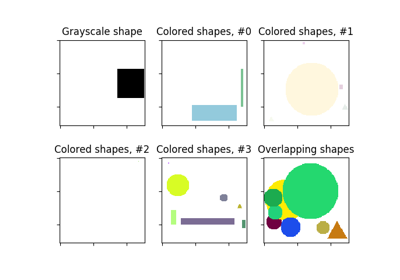 Grayscale shape
Colored shapes, #0
Colored shapes, #1
Colored shapes, #2
Colored shapes, #3
Overlapping shapes